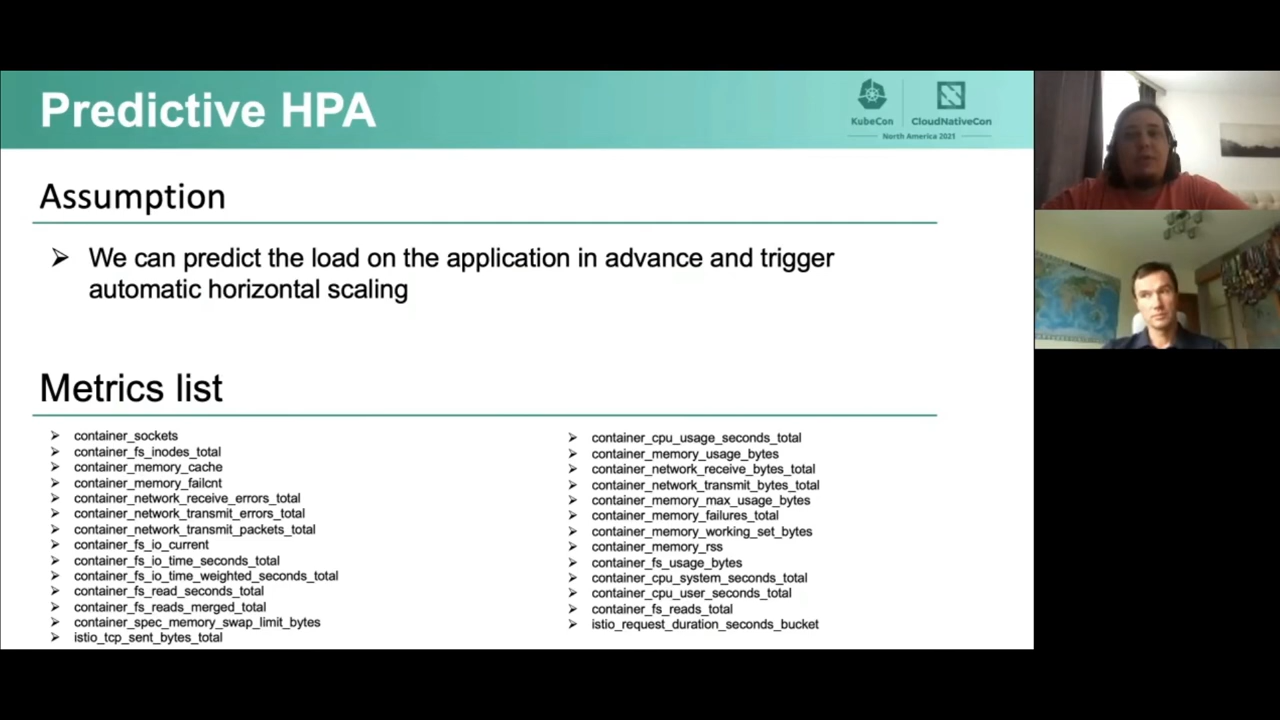 Predictive HPA
KubeCon
CloudNativeCon
North America 2021
Assumption
We can predict the load on the application in advance and trigger
automatic horizontal scaling
Metrics list
container_sockets
container_fs_inodes_total
container_memory_cache
container_memory_failcnt
container_network_receive_errors_total
container_network_transmit_errors_total
container_network_transmit_packets_total
container_fs_io_current
container_fs_io_time_seconds_total
container_fs_io_time_weighted_seconds_total
container_fs_read_seconds_total
container_fs_reads_merged_total
container_spec_memory_swap_limit_bytes
istio_tcp_sent_bytes_total
container_cpu_usage_seconds_total
container_memory_usage_bytes
container_network_receive_bytes_total
container_network_transmit_bytes_total
container_memory_max_usage_bytes
container_memory_failures_total
container_memory_working_set_bytes
container_memory_rss
container_fs_usage_bytes
container_cpu_system_seconds_total
container_cpu_user_seconds_total
container_fs_reads_total
istio_request_duration_seconds_bucket